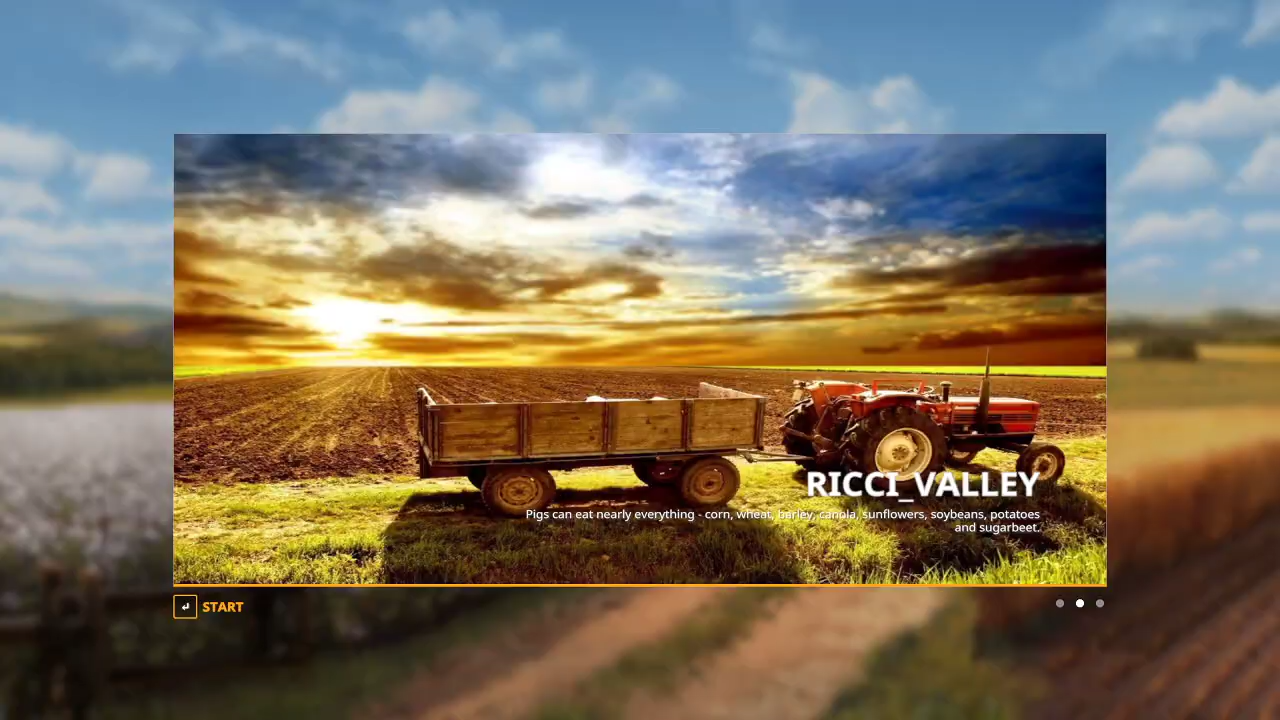 RICCI_VALLEY
Pigs can eat nearly everything - corn, wheat, barley, canola, sunflowers, soybeans, potatoes
and sugarbeet.
START